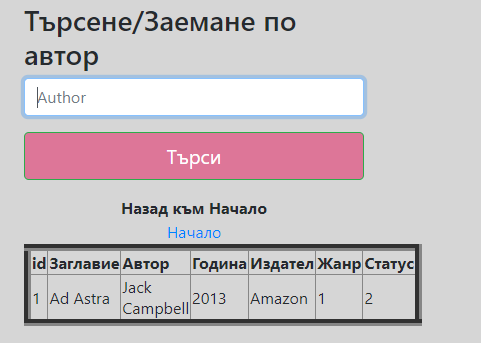 Търсене/Заемане по
автор
Author
Търси
Назад към Начало
Начало
id Заглавие Автор Година Издател Жанр Статус
1 Ad Astra Jack Campbell 2013 Amazon 1 2